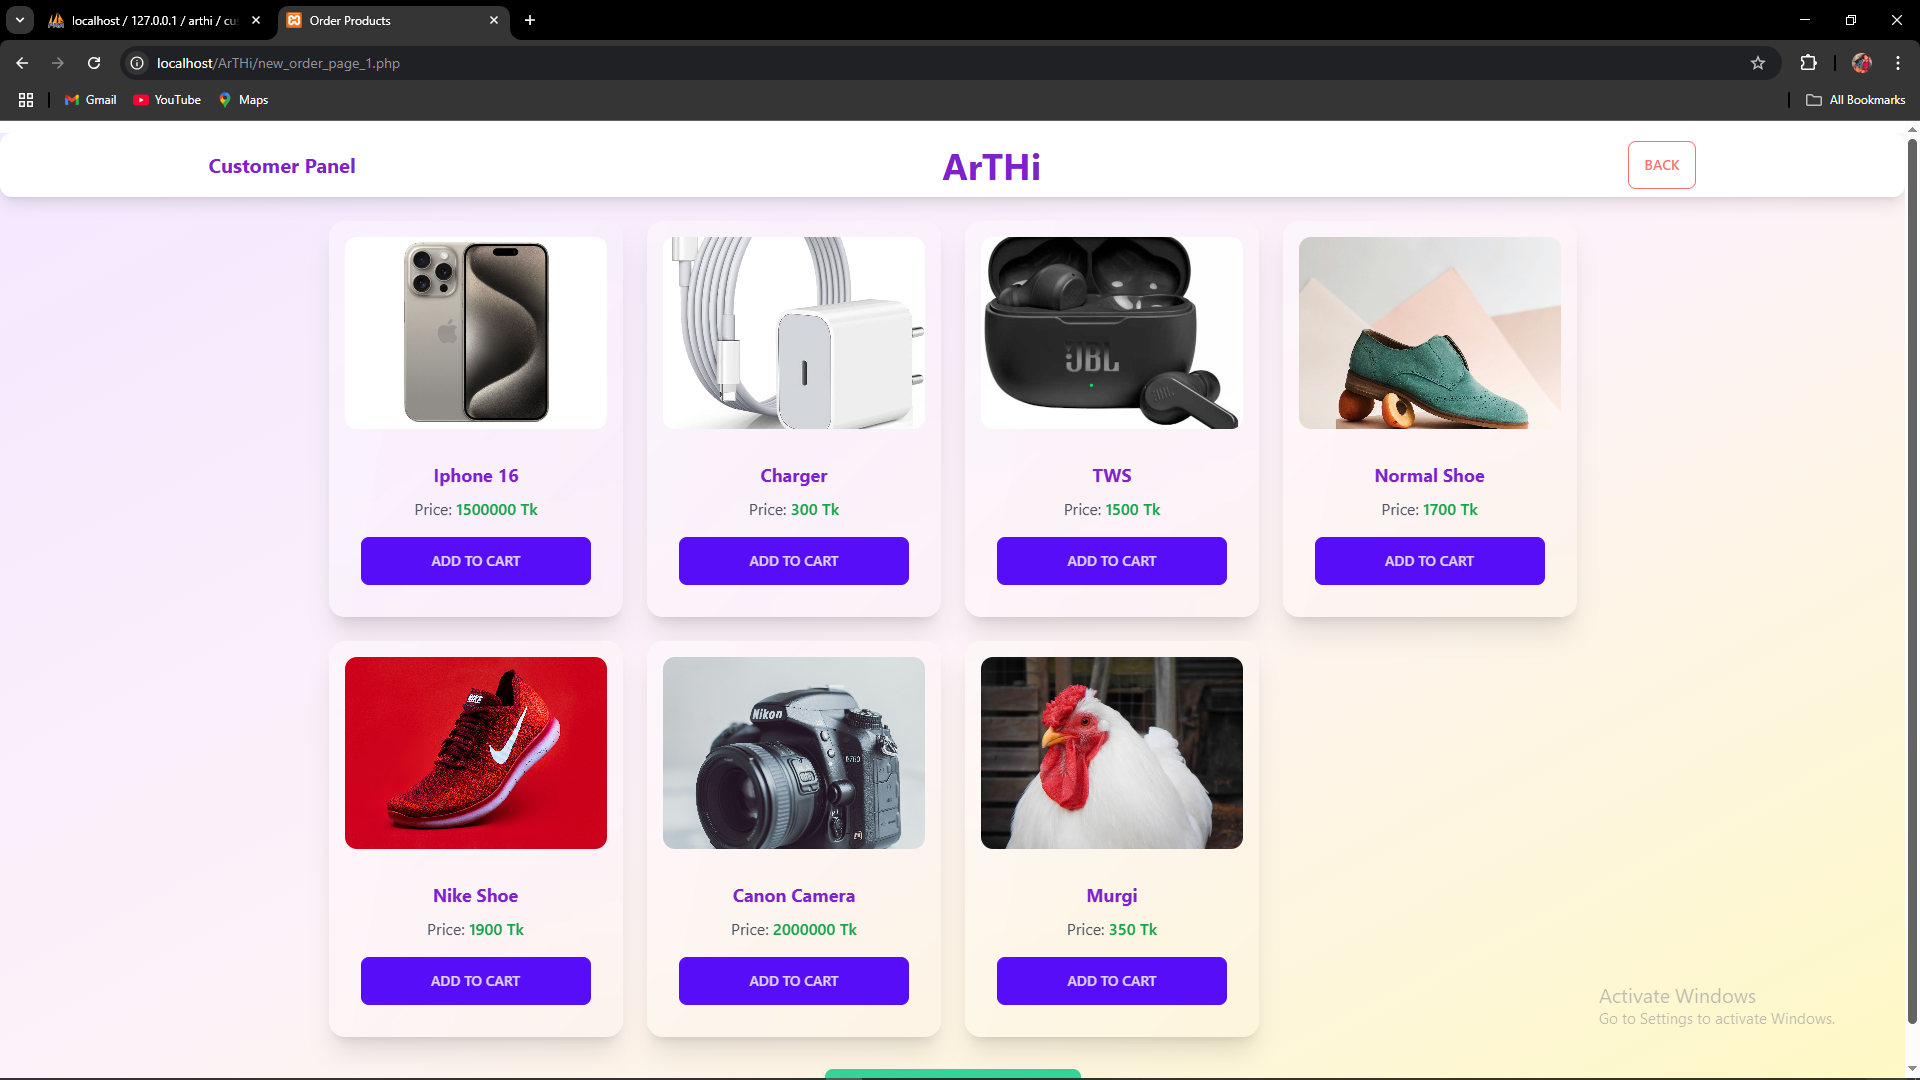 localhost / 127.0.0.1 / arthi / cu
Order Products
localhost/ArTHi/new_order_page_1.php
Gmail
YouTube
Maps
All Bookmarks
Customer Panel
ArTHi
BACK
JBL
Iphone 16
Charger
TWS
Normal Shoe
Price: 1500000 Tk
Price: 300 Tk
Price: 1500 Tk
Price: 1700 Tk
ADD TO CART
ADD TO CART
ADD TO CART
ADD TO CART
NIKE
Nikon
D750
Nike Shoe
Canon Camera
Murgi
Price: 1900 Tk
Price: 2000000 Tk
Price: 350 Tk
ADD TO CART
ADD TO CART
ADD TO CART
Activate Windows
Go to Settings to activate Windows.